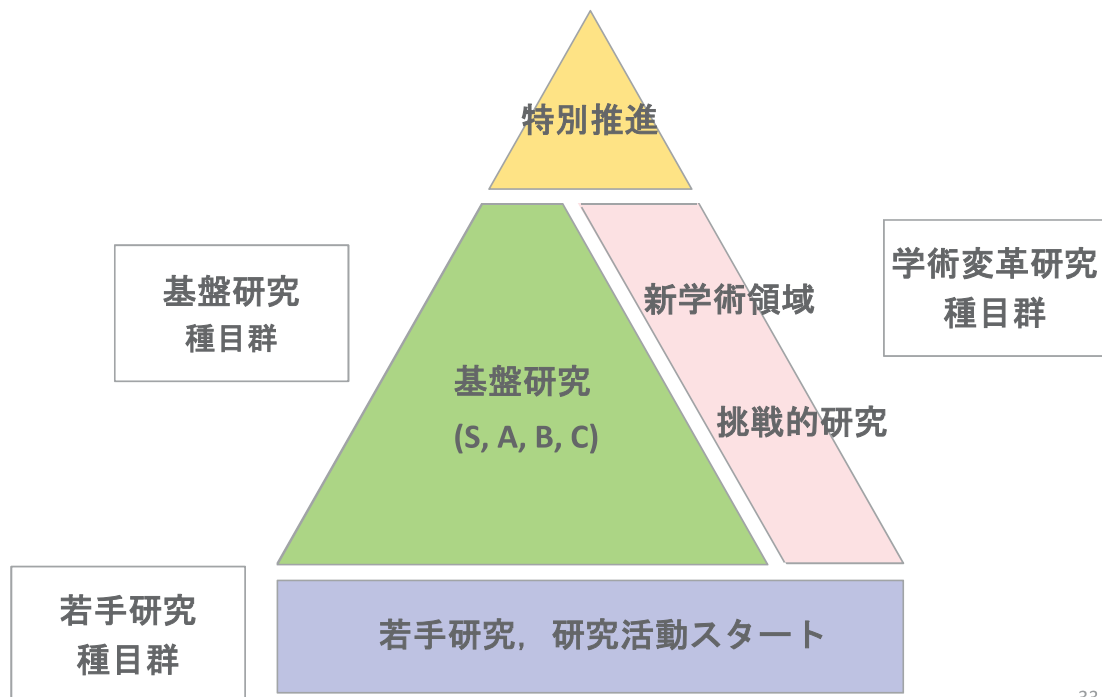 特別推進
基盤研究
種目群
新学術領域
学術変革研究
種目群
基盤研究
(S, A, B, C)
挑戦的研究
若手研究
種目群
若手研究，研究活動スタート